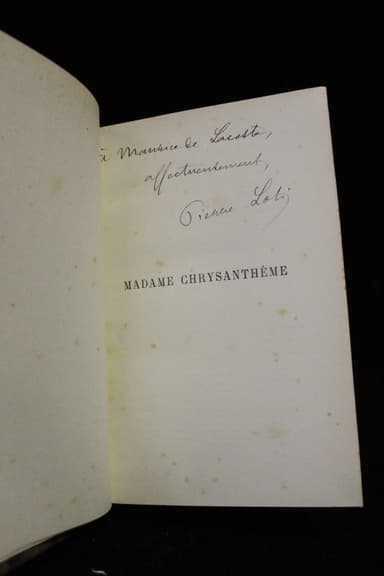 à Maurice de Lacoste,
affectueusement,
Pierre Loti
MADAME CHRYSANTHÈME